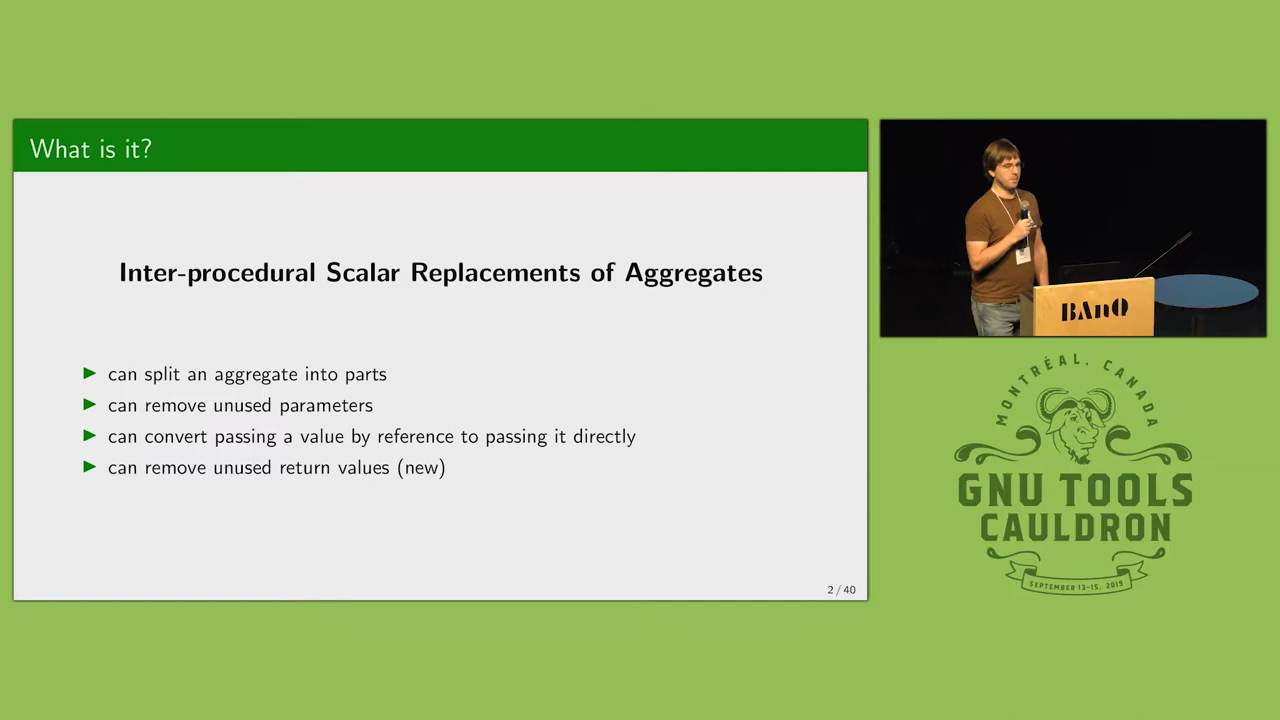 What is it?
Inter-procedural Scalar Replacements of Aggregates
can split an aggregate into parts
can remove unused parameters
can convert passing a value by reference to passing it directly
can remove unused return values (new)
2 / 40
BAnQ
MONTRÉAL, CANADA
GNU TOOLS
CAULDRON
SEPTEMBER 13-15, 2019